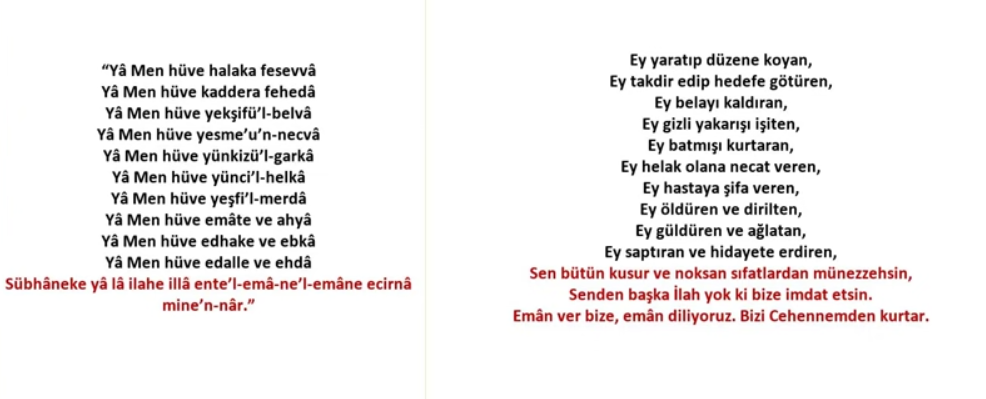 “Yâ Men hüve halaka fesevvâ
Yâ Men hüve kaddera fehedâ
Yâ Men hüve yekşifü’l-belvâ
Yâ Men hüve yesme’u’n-necvâ
Yâ Men hüve yünkizü’l-garkâ
Yâ Men hüve yünci’l-helkâ
Yâ Men hüve yeşfi’l-merdâ
Yâ Men hüve emâte ve ahyâ
Yâ Men hüve edhake ve ebkâ
Yâ Men hüve edalle ve ehdâ
Sübhâneke yâ lâ ilahe illâ ente’l-emâ-ne’l-emâne ecirnâ
mine’n-nâr.”
Ey yaratıp düzene koyan,
Ey takdir edip hedefe götüren,
Ey belayı kaldıran,
Ey gizli yakarışı işiten,
Ey batmışı kurtaran,
Ey helak olana necat veren,
Ey hastaya şifa veren,
Ey öldüren ve dirilten,
Ey güldüren ve ağlatan,
Ey saptıran ve hidayete erdiren,
Sen bütün kusur ve noksan sıfatlardan münezzehsin,
Senden başka İlah yok ki bize imdat etsin.
Emân ver bize, emân diliyoruz. Bizi Cehennemden kurtar.